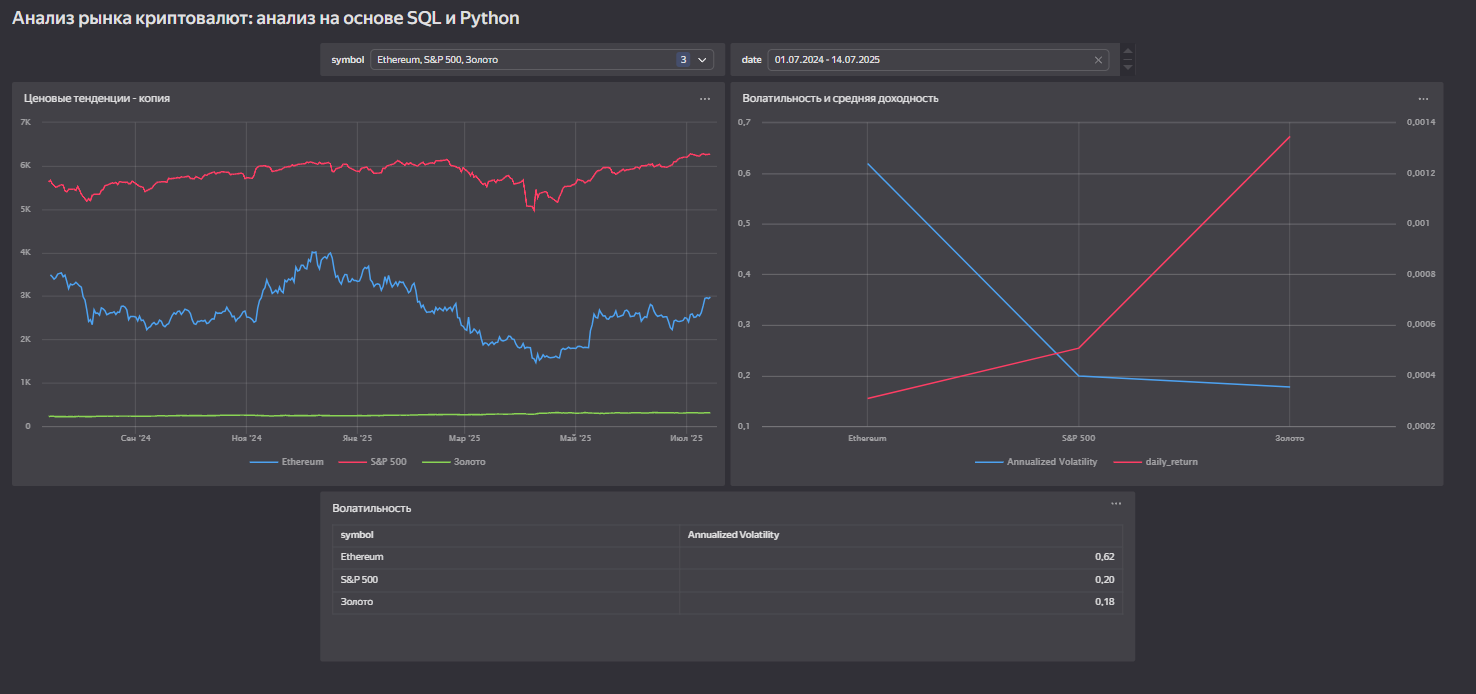 Анализ рынка криптовалют: анализ на основе SQL и Python
symbol Ethereum, S&P 500, Золото 3
date 01.07.2024 - 14.07.2025
Ценовые тенденции - копия
7K
6K
5K
4K
3K
2K
1K
0
Сен '24 Ноя '24 Янв '25 Мар '25 Май '25 Июл '25
Ethereum S&P 500 Золото
Волатильность и средняя доходность
0,7 0,0014
0,6 0,0012
0,5 0,001
0,4 0,0008
0,3 0,0006
0,2 0,0004
0,1 0,0002
Ethereum S&P 500 Золото
Annualized Volatility daily_return
Волатильность
symbol Annualized Volatility
Ethereum 0,62
S&P 500 0,20
Золото 0,18